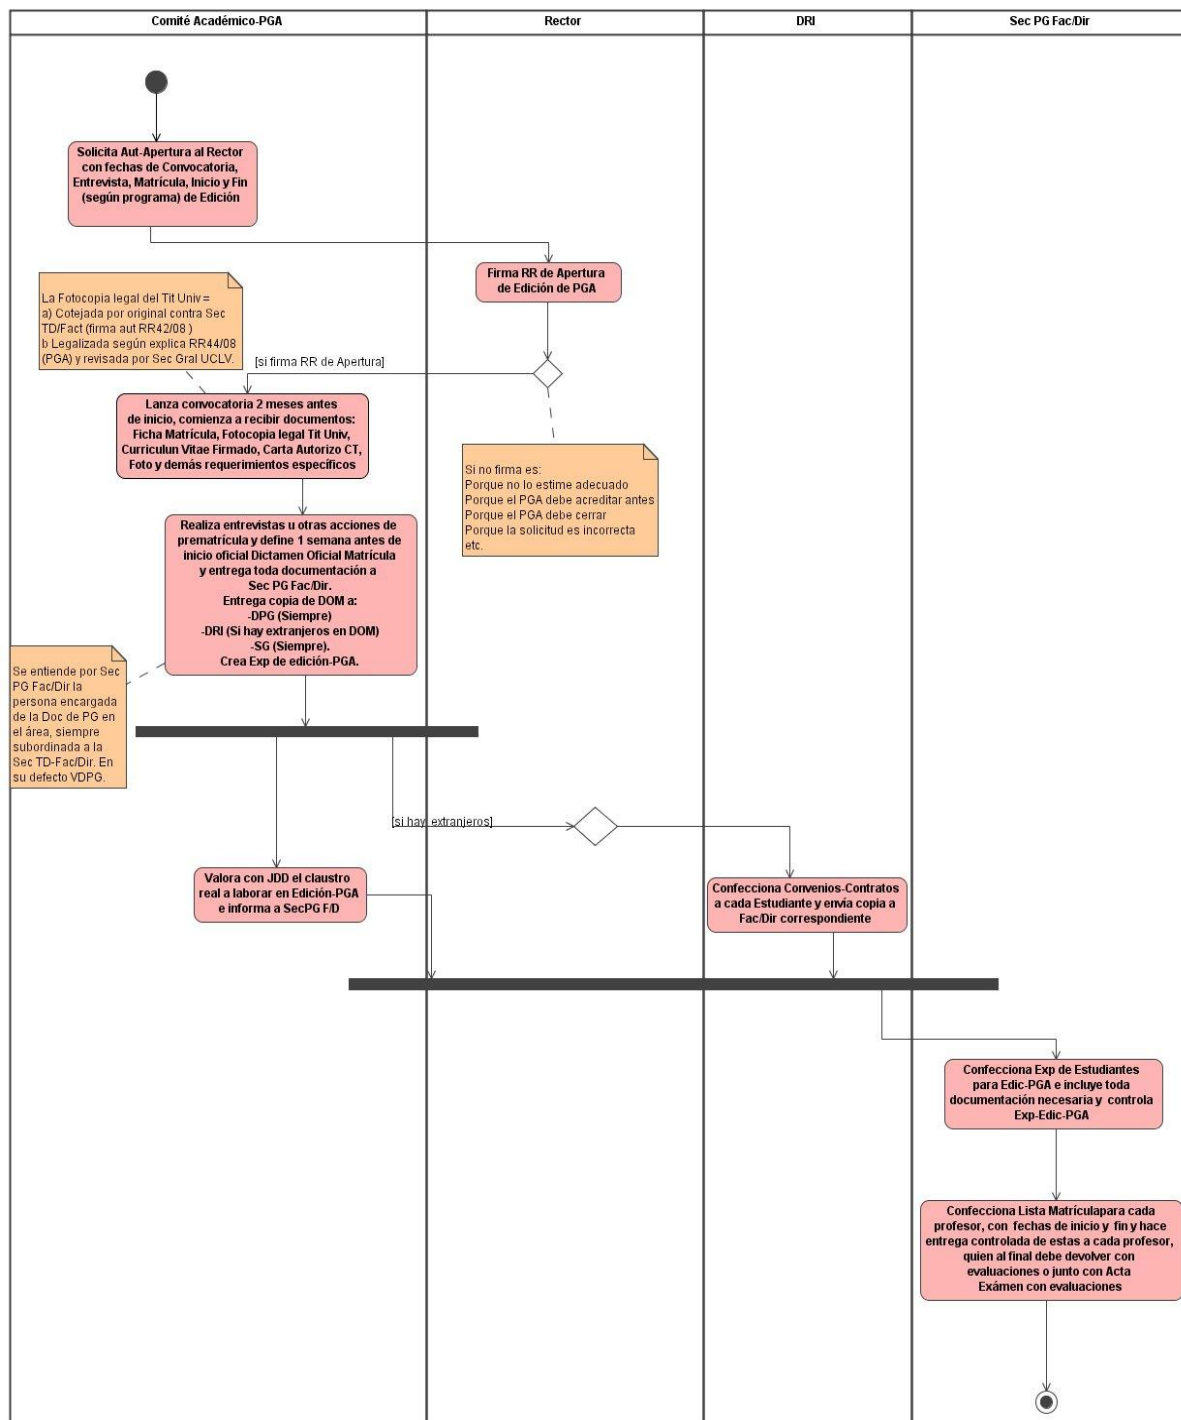 Comité Académico-PGA
Rector
DRI
Sec PG Fac/Dir
Solicita Aut-Apertura al Rector
con fechas de Convocatoria,
Entrevista, Matrícula, Inicio y Fin
(según programa) de Edición
Firma RR de Apertura
de Edición de PGA
La Fotocopia legal del Tit Univ =
a) Cotejada por original contra Sec
TD/Fact (firma aut RR42/08 )
b Legalizada según explica RR44/08
(PGA) y revisada por Sec Gral UCLV.
[si firma RR de Apertura]
Lanza convocatoria 2 meses antes
de inicio, comienza a recibir documentos:
Ficha Matrícula, Fotocopia legal Tit Univ,
Curriculun Vitae Firmado, Carta Autorizo CT,
Foto y demás requerimientos específicos
Si no firma es:
Porque no lo estime adecuado
Porque el PGA debe acreditar antes
Porque el PGA debe cerrar
Porque la solicitud es incorrecta
etc.
Realiza entrevistas u otras acciones de
prematrícula y define 1 semana antes de
inicio oficial Dictamen Oficial Matrícula
y entrega toda documentación a
Sec PG Fac/Dir.
Entrega copia de DOM a:
-DPG (Siempre)
-DRI (Si hay extranjeros en DOM)
-SG (Siempre).
Crea Exp de edición-PGA.
Se entiende por Sec
PG Fac/Dir la
persona encargada
de la Doc de PG en
el área, siempre
subordinada a la
Sec TD-Fac/Dir. En
su defecto VDPG.
[si hay extranjeros]
Valora con JDD el claustro
real a laborar en Edición-PGA
e informa a SecPG F/D
Confecciona Convenios-Contratos
a cada Estudiante y envía copia a
Fac/Dir correspondiente
Confecciona Exp de Estudiantes
para Edic-PGA e incluye toda
documentación necesaria y controla
Exp-Edic-PGA
Confecciona Lista Matrículapara cada
profesor, con fechas de inicio y fin y hace
entrega controlada de estas a cada profesor,
quien al final debe devolver con
evaluaciones o junto con Acta
Exámen con evaluaciones